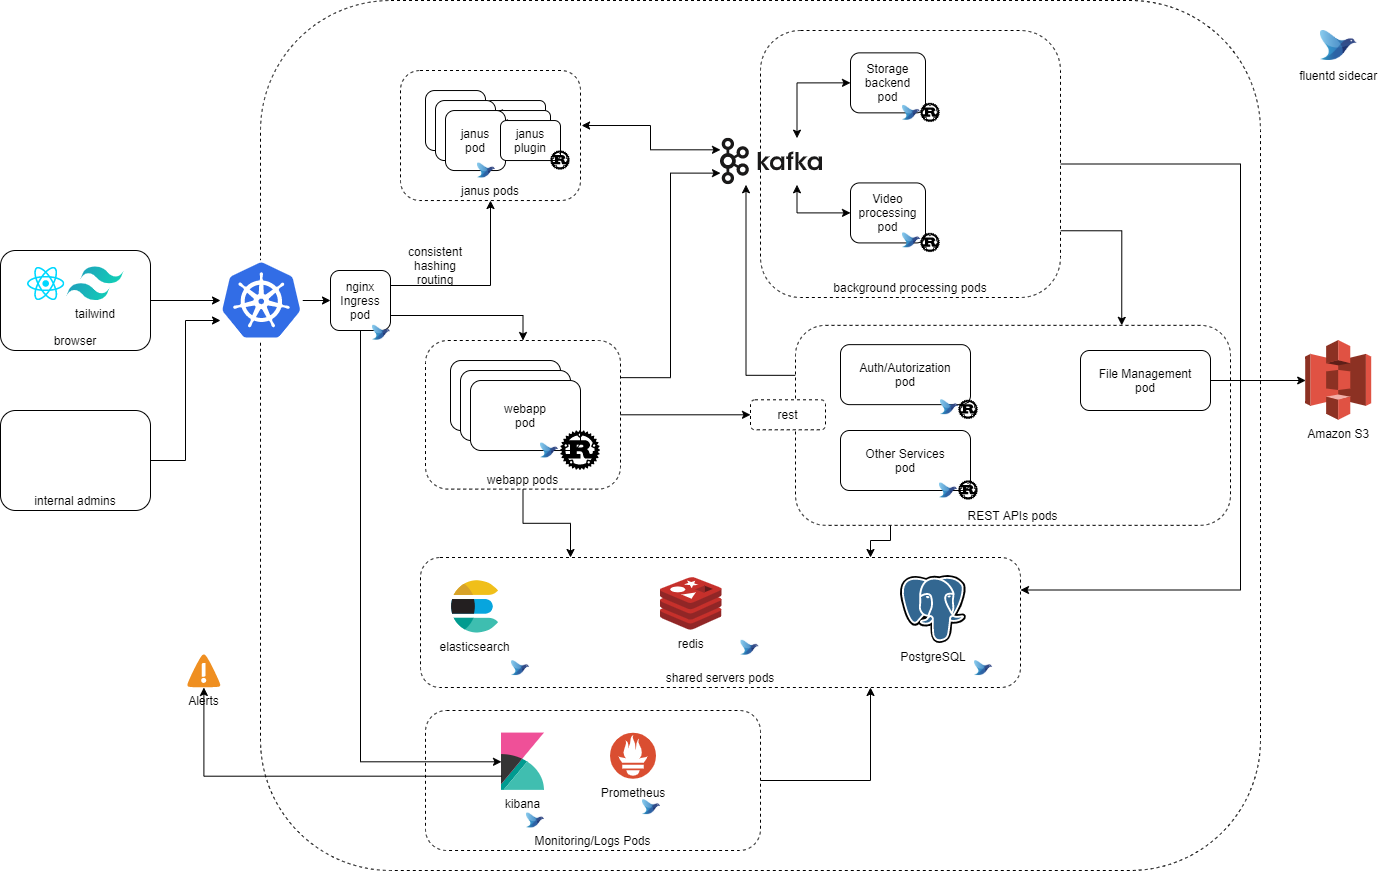 fluentd sidecar
Storage
backend
pod
janus
pod
janus
plugin
janus pods
kafka
Video
processing
pod
background processing pods
consistent
hashing
routing
tailwind
browser
nginx
Ingress
pod
internal admins
webapp
pod
webapp pods
rest
Auth/Autorization
pod
File Management
pod
Other Services
pod
REST APIs pods
Amazon S3
elasticsearch
redis
PostgreSQL
shared servers pods
Alerts
kibana
Prometheus
Monitoring/Logs Pods